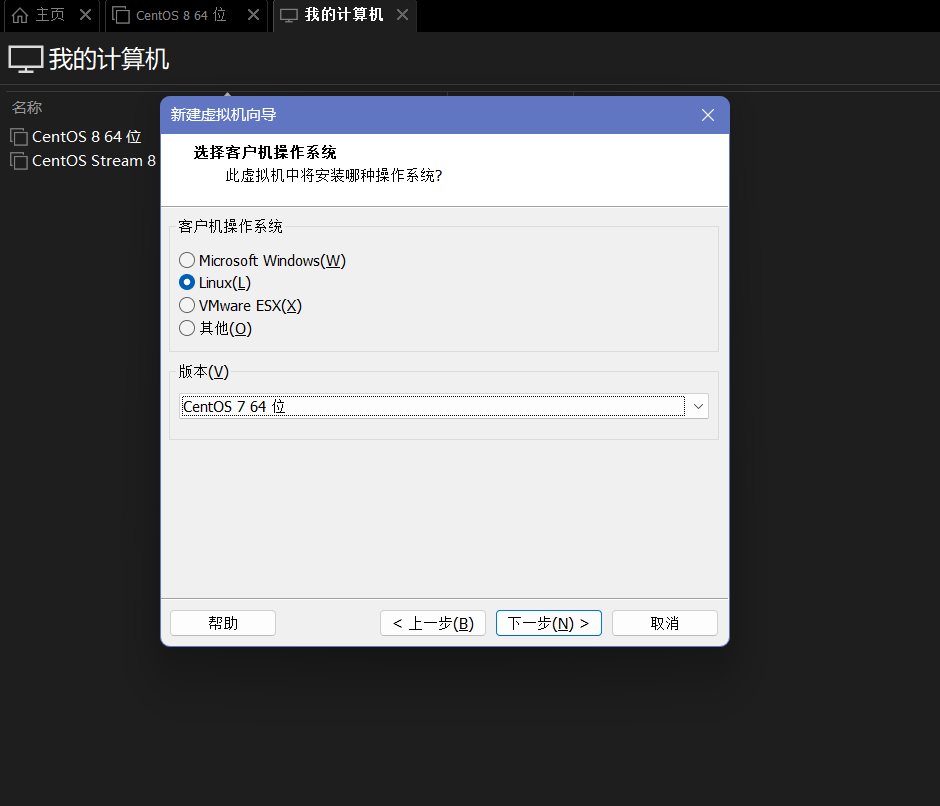 主页
CentOS 8 64 位
我的计算机
我的计算机
名称
CentOS 8 64 位
CentOS Stream 8
新建虚拟机向导
选择客户机操作系统
此虚拟机中将安装哪种操作系统?
客户机操作系统
Microsoft Windows(W)
Linux(L)
VMware ESX(X)
其他(O)
版本(V)
CentOS 7 64 位
帮助
< 上一步(B)
下一步(N) >
取消